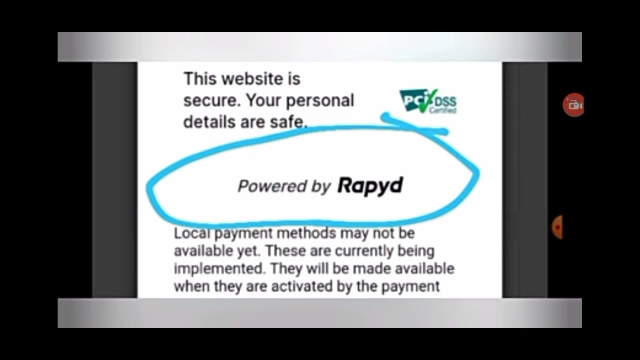 This website is
secure. Your personal
details are safe.
PCI DSS
Certified
Powered by Rapyd
Local payment methods may not be
available yet. These are currently being
implemented. They will be made available
when they are activated by the payment